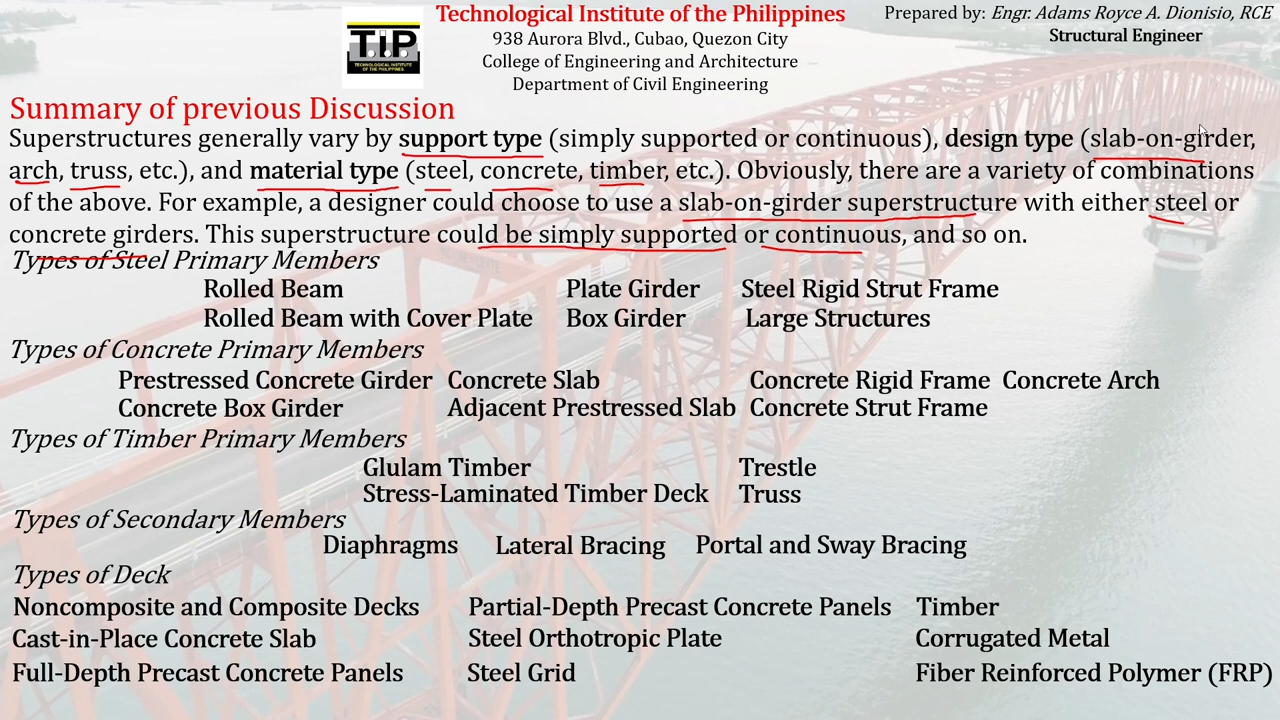 Technological Institute of the Philippines
938 Aurora Blvd., Cubao, Quezon City
College of Engineering and Architecture
Department of Civil Engineering
Prepared by: Engr. Adams Royce A. Dionisio, RCE
Structural Engineer
TiP
TECHNOLOGICAL INSTITUTE
OF THE PHILIPPINES
Summary of previous Discussion
Superstructures generally vary by support type (simply supported or continuous), design type (slab-on-girder,
arch, truss, etc.), and material type (steel, concrete, timber, etc.). Obviously, there are a variety of combinations
of the above. For example, a designer could choose to use a slab-on-girder superstructure with either steel or
concrete girders. This superstructure could be simply supported or continuous, and so on.
Types of Steel Primary Members
Rolled Beam Plate Girder Steel Rigid Strut Frame
Rolled Beam with Cover Plate Box Girder Large Structures
Types of Concrete Primary Members
Prestressed Concrete Girder Concrete Slab Concrete Rigid Frame Concrete Arch
Concrete Box Girder Adjacent Prestressed Slab Concrete Strut Frame
Types of Timber Primary Members
Glulam Timber Trestle
Stress-Laminated Timber Deck Truss
Types of Secondary Members
Diaphragms Lateral Bracing Portal and Sway Bracing
Types of Deck
Noncomposite and Composite Decks Partial-Depth Precast Concrete Panels Timber
Cast-in-Place Concrete Slab Steel Orthotropic Plate Corrugated Metal
Full-Depth Precast Concrete Panels Steel Grid Fiber Reinforced Polymer (FRP)